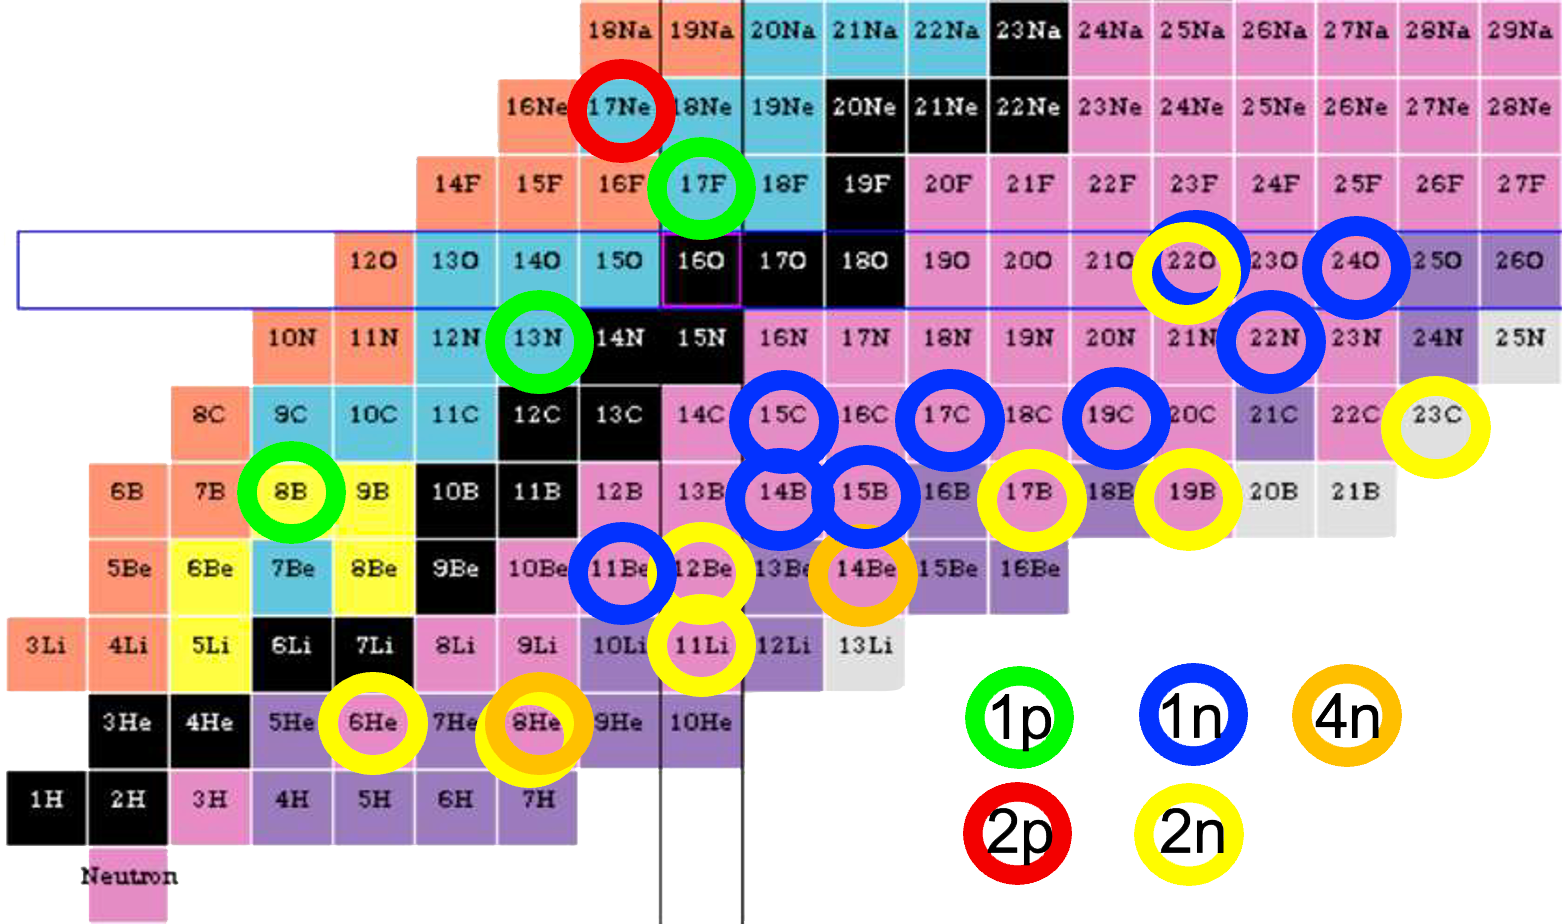 18Na 19Na 20Na 21Na 22Na 23Na 24Na 25Na 26Na 27Na 28Na 29Na
16Ne 17Ne 18Ne 19Ne 20Ne 21Ne 22Ne 23Ne 24Ne 25Ne 26Ne 27Ne 28Ne
14F 15F 16F 17F 18F 19F 20F 21F 22F 23F 24F 25F 26F 27F
12O 13O 14O 15O 16O 17O 18O 19O 20O 21O 22O 23O 24O 25O 26O
10N 11N 12N 13N 14N 15N 16N 17N 18N 19N 20N 21N 22N 23N 24N 25N
8C 9C 10C 11C 12C 13C 14C 15C 16C 17C 18C 19C 20C 21C 22C 23C
6B 7B 8B 9B 10B 11B 12B 13B 14B 15B 16B 17B 18B 19B 20B 21B
5Be 6Be 7Be 8Be 9Be 10Be 11Be 12Be 13Be 14Be 15Be 16Be
3Li 4Li 5Li 6Li 7Li 8Li 9Li 10Li 11Li 12Li 13Li
3He 4He 5He 6He 7He 8He 9He 10He
1H 2H 3H 4H 5H 6H 7H
Neutron
1p 1n 4n
2p 2n